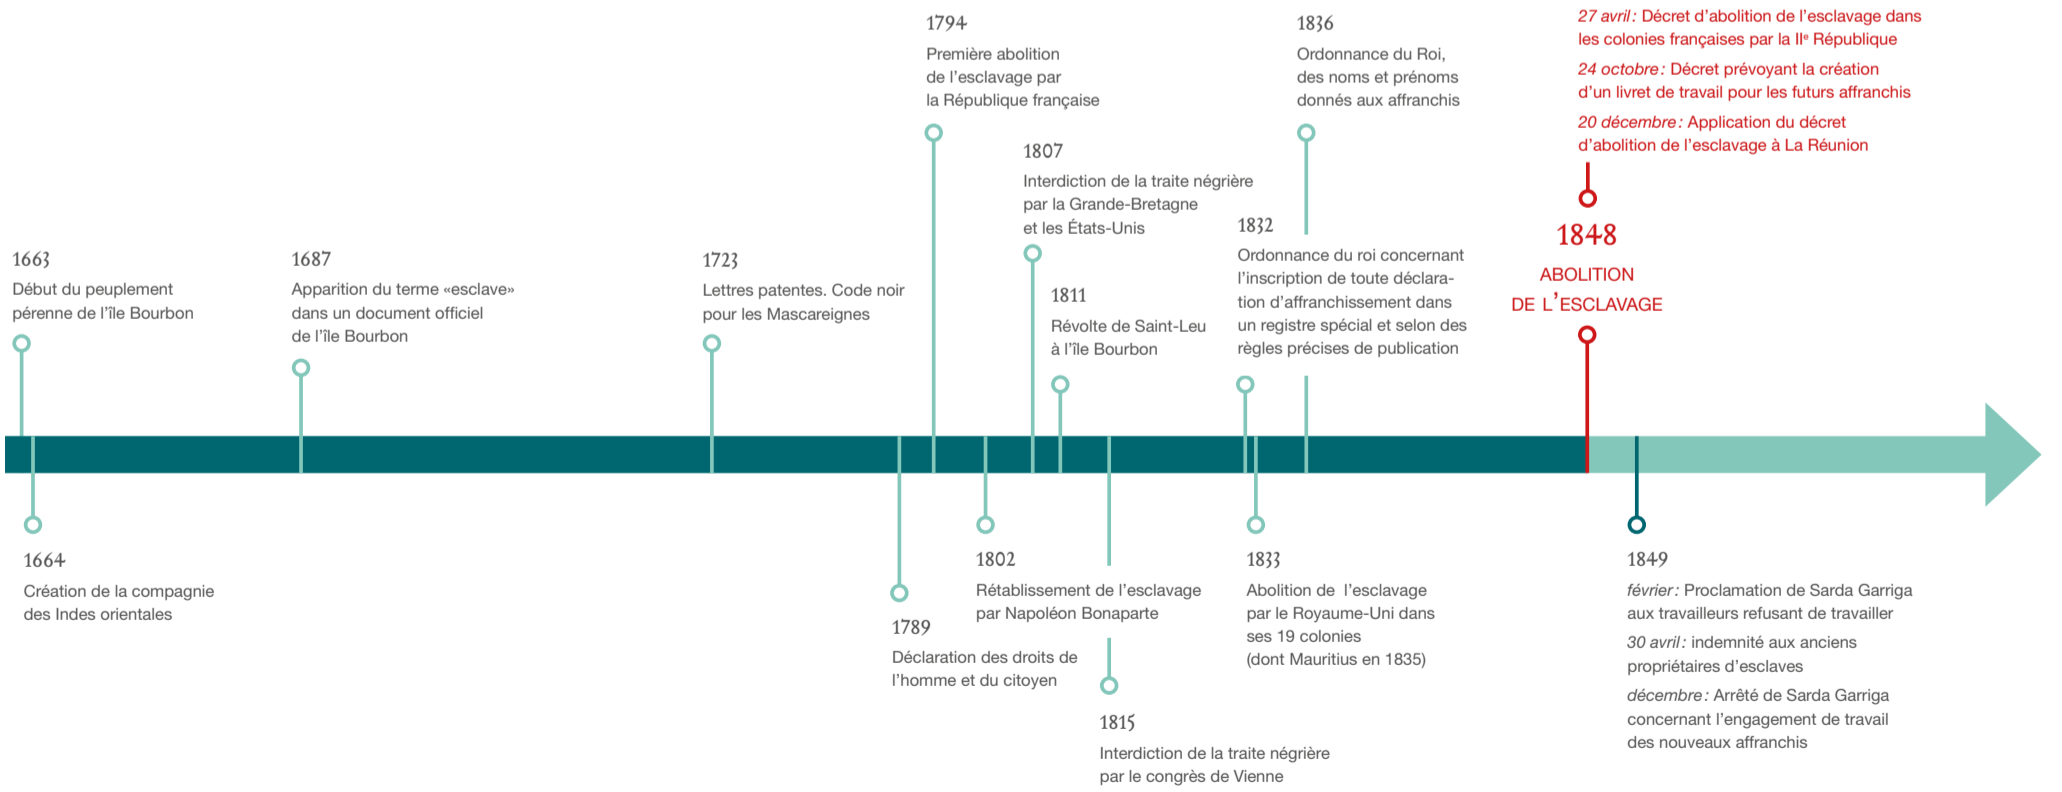 1663
Début du peuplement
pérenne de l’île Bourbon
1664
Création de la compagnie
des Indes orientales
1687
Apparition du terme «esclave»
dans un document officiel
de l’île Bourbon
1723
Lettres patentes. Code noir
pour les Mascareignes
1789
Déclaration des droits de
l’homme et du citoyen
1794
Première abolition
de l’esclavage par
la République française
1802
Rétablissement de l’esclavage
par Napoléon Bonaparte
1807
Interdiction de la traite négrière
par la Grande-Bretagne
et les États-Unis
1811
Révolte de Saint-Leu
à l’île Bourbon
1815
Interdiction de la traite négrière
par le congrès de Vienne
1832
Ordonnance du roi concernant
l’inscription de toute déclara-
tion d’affranchissement dans
un registre spécial et selon des
règles précises de publication
1833
Abolition de l’esclavage
par le Royaume-Uni dans
ses 19 colonies
(dont Mauritius en 1835)
1836
Ordonnance du Roi,
des noms et prénoms
donnés aux affranchis
27 avril : Décret d’abolition de l’esclavage dans
les colonies françaises par la IIe République
24 octobre : Décret prévoyant la création
d’un livret de travail pour les futurs affranchis
20 décembre : Application du décret
d’abolition de l’esclavage à La Réunion
1848
ABOLITION
DE L’ESCLAVAGE
1849
février : Proclamation de Sarda Garriga
aux travailleurs refusant de travailler
30 avril : indemnité aux anciens
propriétaires d’esclaves
décembre : Arrêté de Sarda Garriga
concernant l’engagement de travail
des nouveaux affranchis